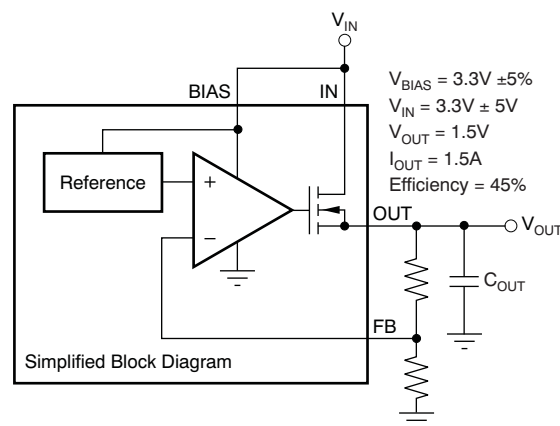 V_IN
BIAS
IN
V_BIAS = 3.3V ±5%
V_IN = 3.3V ± 5V
V_OUT = 1.5V
I_OUT = 1.5A
Efficiency = 45%
Reference
+
−
OUT
V_OUT
C_OUT
FB
Simplified Block Diagram